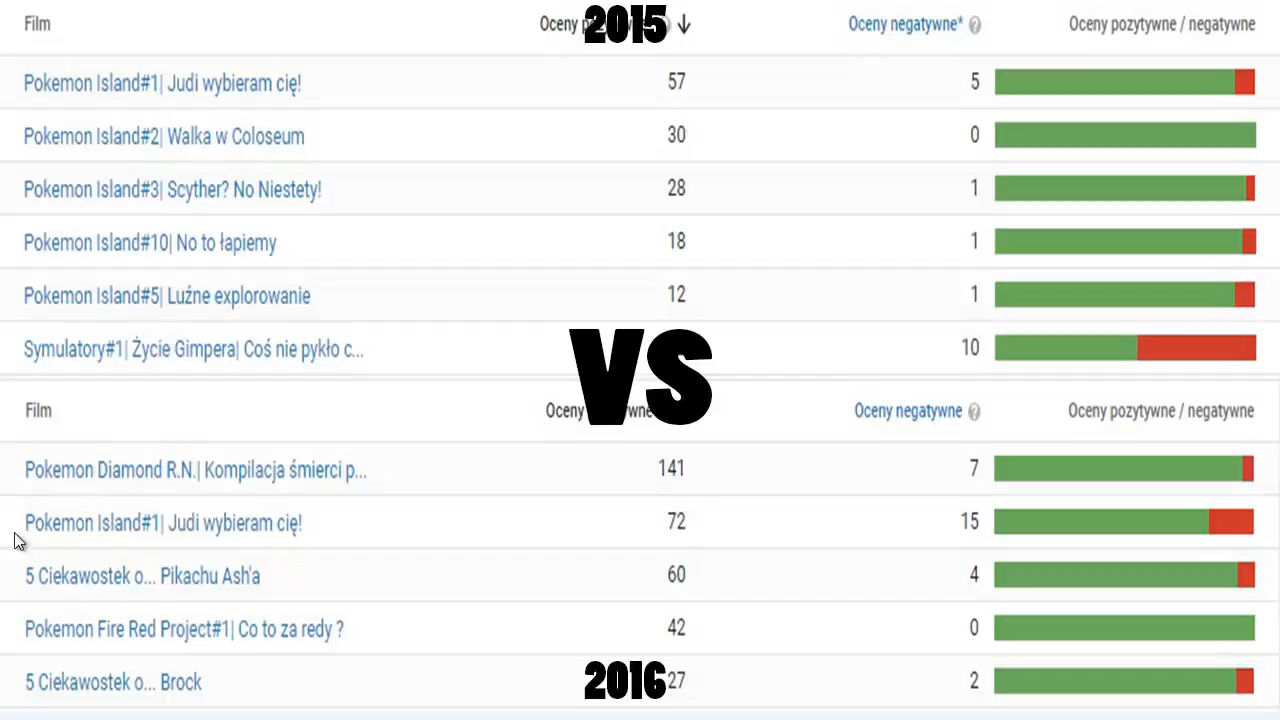 Film Oceny 2015 Oceny negatywne* Oceny pozytywne / negatywne
Pokemon Island#1| Judi wybieram cię! 57 5
Pokemon Island#2| Walka w Coloseum 30 0
Pokemon Island#3| Scyther? No Niestety! 28 1
Pokemon Island#10| No to łapiemy 18 1
Pokemon Island#5| Luźne explorowanie 12 1
Symulatory#1| Życie Gimpera| Coś nie pykło c... 10
VS
Film Oceny Oceny negatywne Oceny pozytywne / negatywne
Pokemon Diamond R.N.| Kompilacja śmierci p... 141 7
Pokemon Island#1| Judi wybieram cię! 72 15
5 Ciekawostek o... Pikachu Ash'a 60 4
Pokemon Fire Red Project#1| Co to za redy ? 42 0
5 Ciekawostek o... Brock 2016 27 2